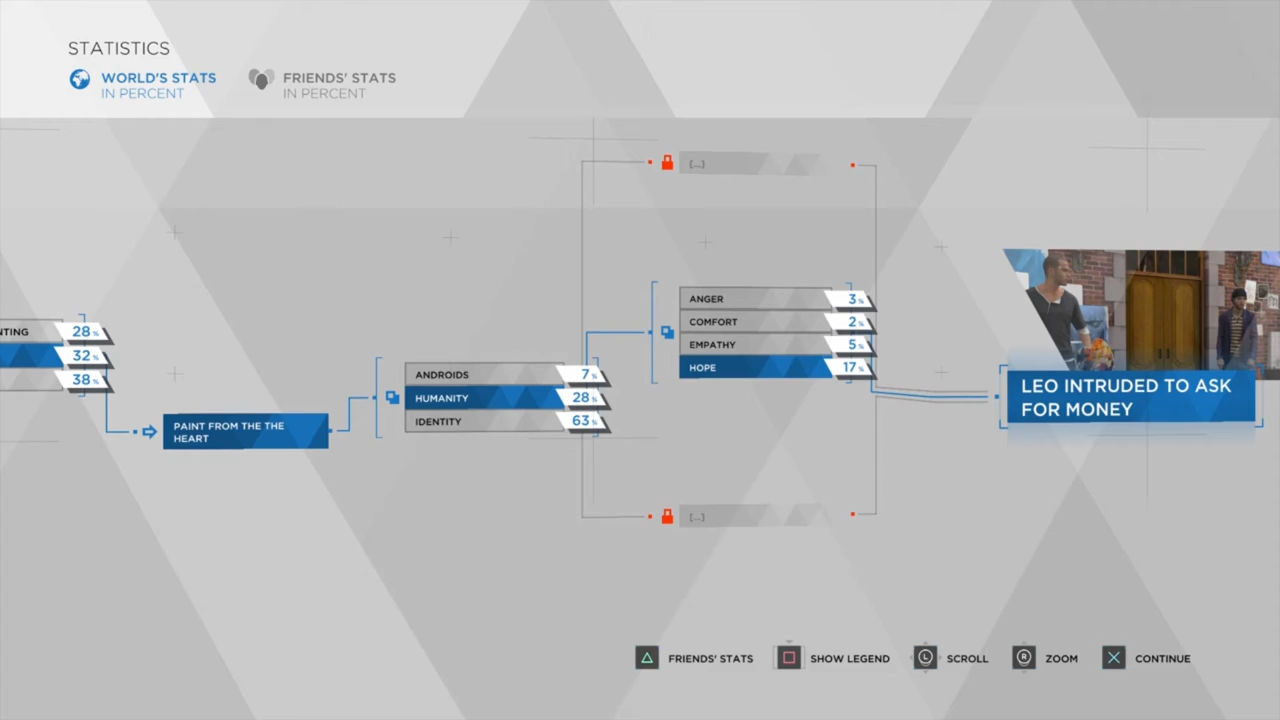 STATISTICS
WORLD'S STATS
IN PERCENT
FRIENDS' STATS
IN PERCENT
[...]
NTING 28%
32%
38%
PAINT FROM THE THE
HEART
ANDROIDS 7%
HUMANITY 28%
IDENTITY 63%
ANGER 3%
COMFORT 2%
EMPATHY 5%
HOPE 17%
LEO INTRUDED TO ASK
FOR MONEY
[...]
FRIENDS' STATS
SHOW LEGEND
L SCROLL
R ZOOM
CONTINUE